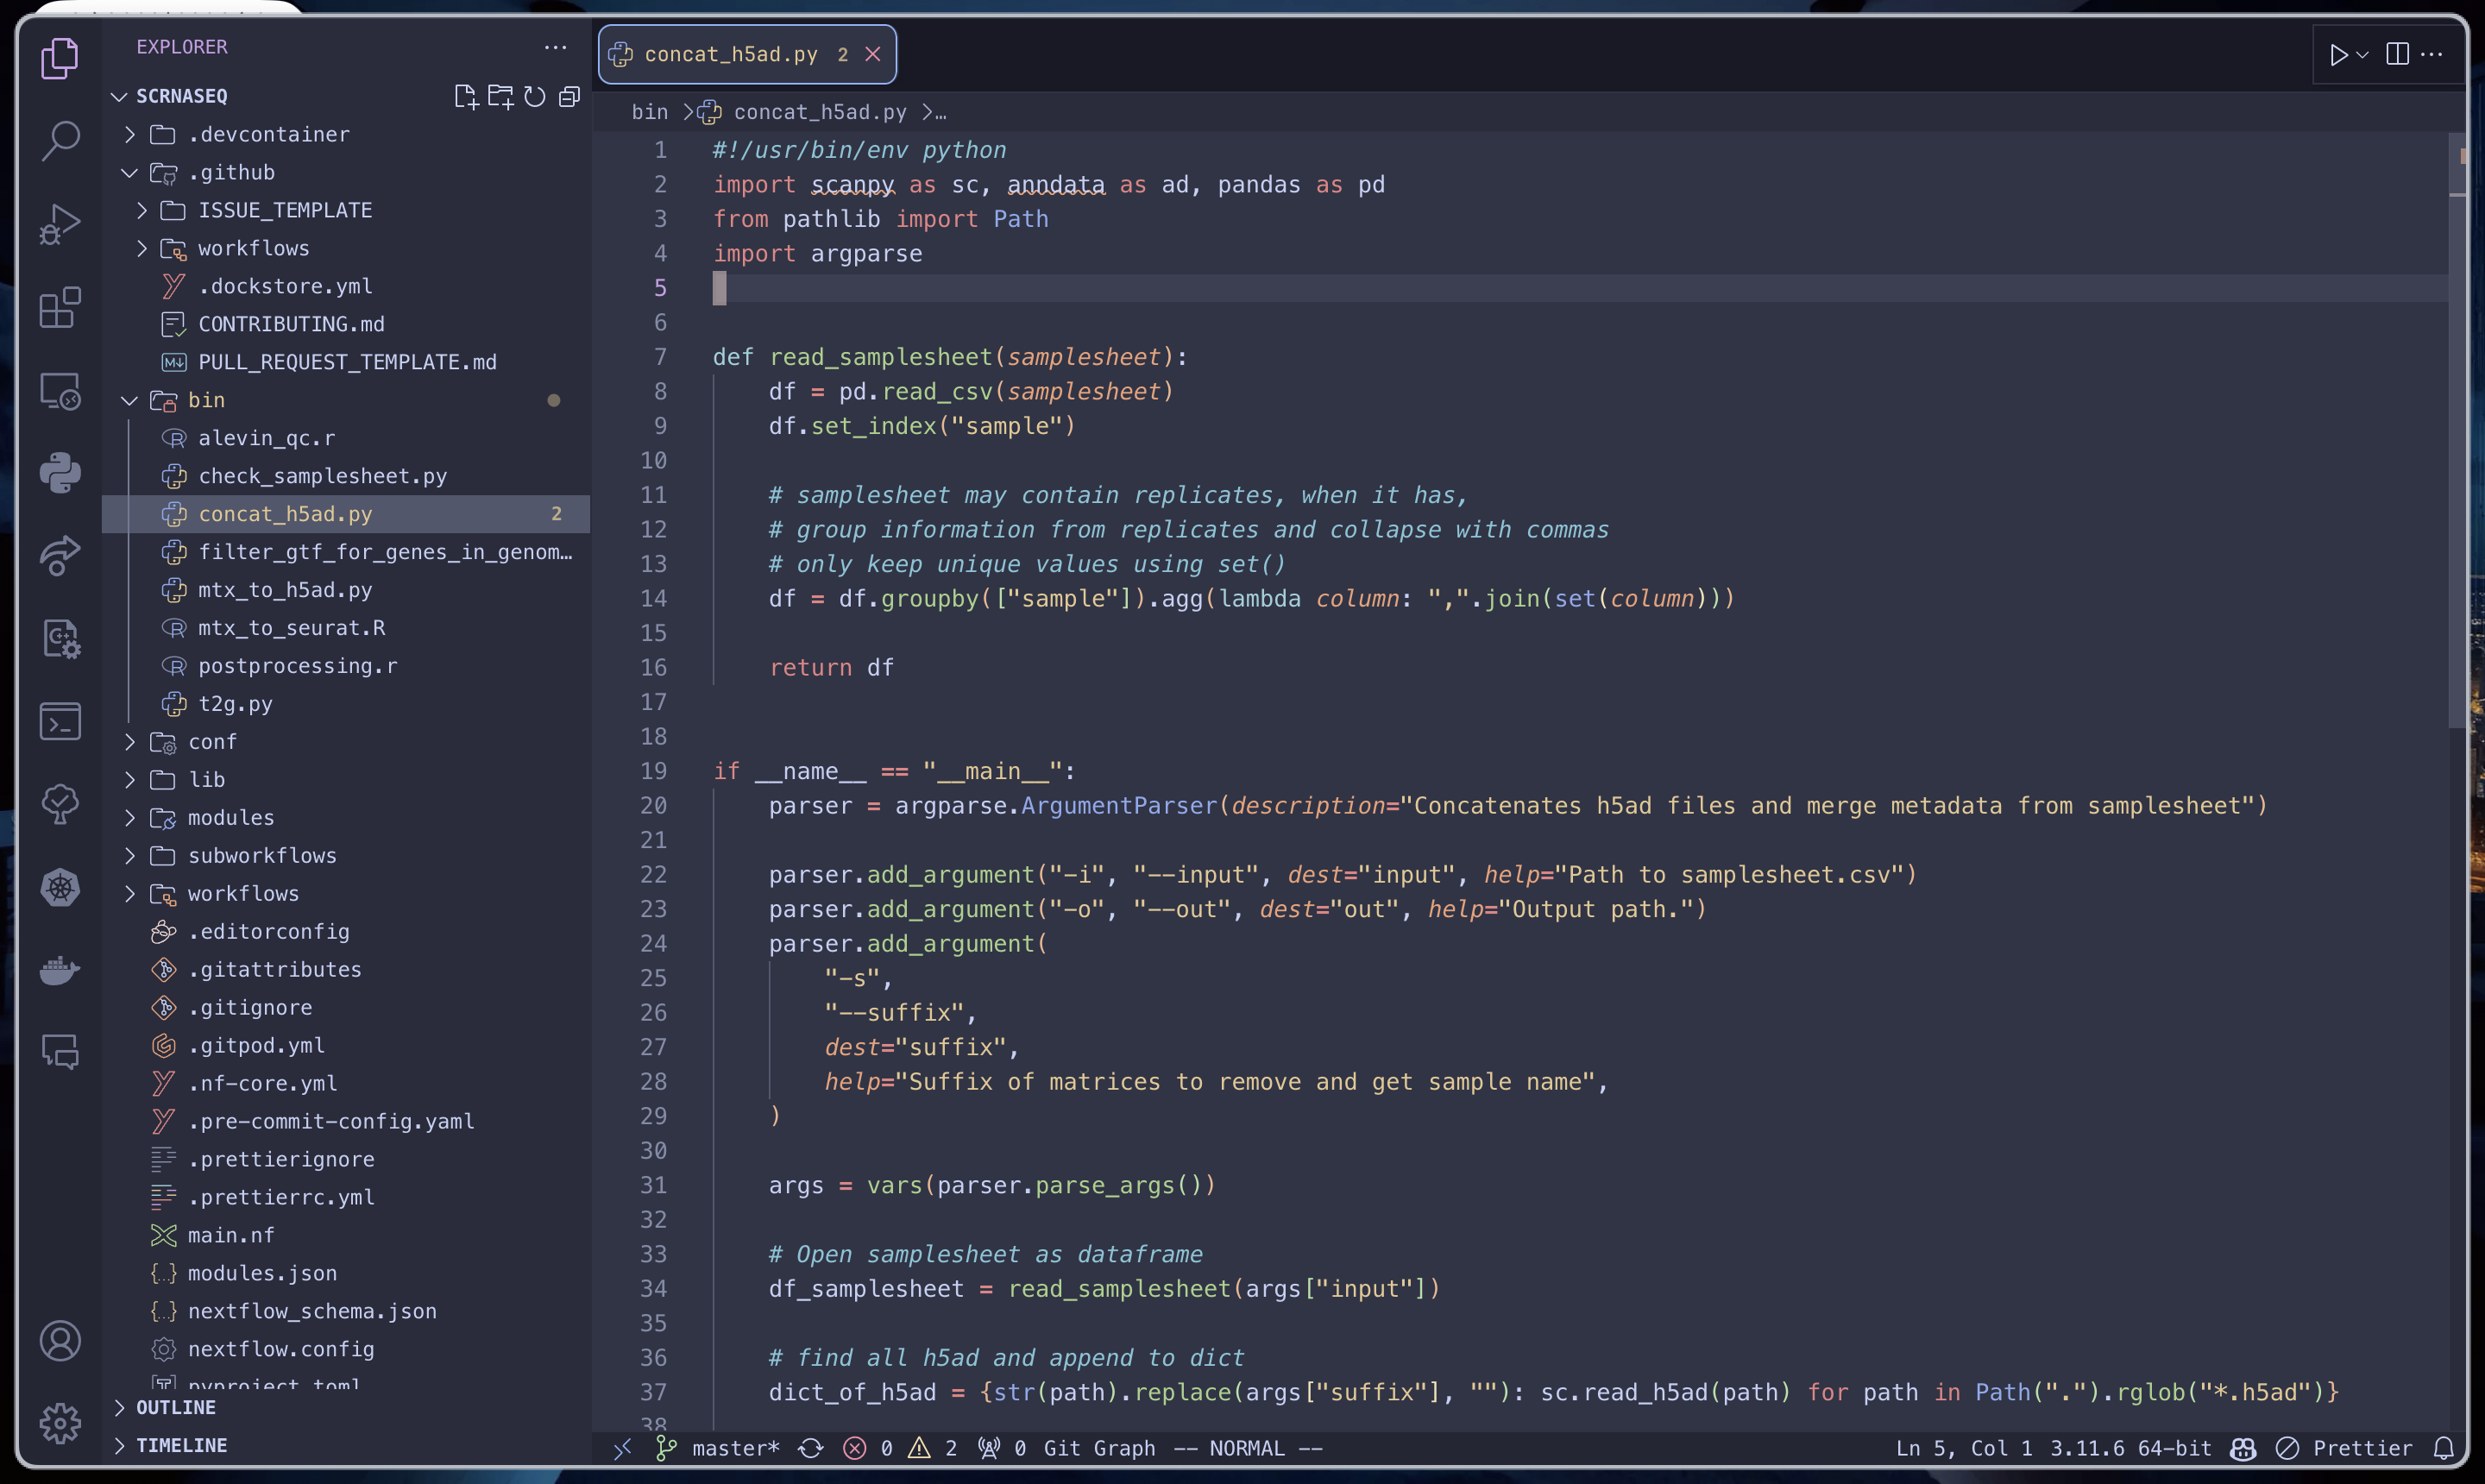 EXPLORER
SCRNASEQ
.devcontainer
.github
ISSUE_TEMPLATE
workflows
.dockstore.yml
CONTRIBUTING.md
PULL_REQUEST_TEMPLATE.md
bin
alevin_qc.r
check_samplesheet.py
concat_h5ad.py 2
filter_gtf_for_genes_in_genom…
mtx_to_h5ad.py
mtx_to_seurat.R
postprocessing.r
t2g.py
conf
lib
modules
subworkflows
workflows
.editorconfig
.gitattributes
.gitignore
.gitpod.yml
.nf-core.yml
.pre-commit-config.yaml
.prettierignore
.prettierrc.yml
main.nf
modules.json
nextflow_schema.json
nextflow.config
pyproject.toml
OUTLINE
TIMELINE
concat_h5ad.py 2
bin > concat_h5ad.py > …
1 #!/usr/bin/env python
2 import scanpy as sc, anndata as ad, pandas as pd
3 from pathlib import Path
4 import argparse
5
6
7 def read_samplesheet(samplesheet):
8     df = pd.read_csv(samplesheet)
9     df.set_index("sample")
10
11     # samplesheet may contain replicates, when it has,
12     # group information from replicates and collapse with commas
13     # only keep unique values using set()
14     df = df.groupby(["sample"]).agg(lambda column: ",".join(set(column)))
15
16     return df
17
18
19 if __name__ == "__main__":
20     parser = argparse.ArgumentParser(description="Concatenates h5ad files and merge metadata from samplesheet")
21
22     parser.add_argument("-i", "--input", dest="input", help="Path to samplesheet.csv")
23     parser.add_argument("-o", "--out", dest="out", help="Output path.")
24     parser.add_argument(
25         "-s",
26         "--suffix",
27         dest="suffix",
28         help="Suffix of matrices to remove and get sample name",
29     )
30
31     args = vars(parser.parse_args())
32
33     # Open samplesheet as dataframe
34     df_samplesheet = read_samplesheet(args["input"])
35
36     # find all h5ad and append to dict
37     dict_of_h5ad = {str(path).replace(args["suffix"], ""): sc.read_h5ad(path) for path in Path(".").rglob("*.h5ad")}
38
master* 0 2 0 Git Graph -- NORMAL -- Ln 5, Col 1 3.11.6 64-bit Prettier